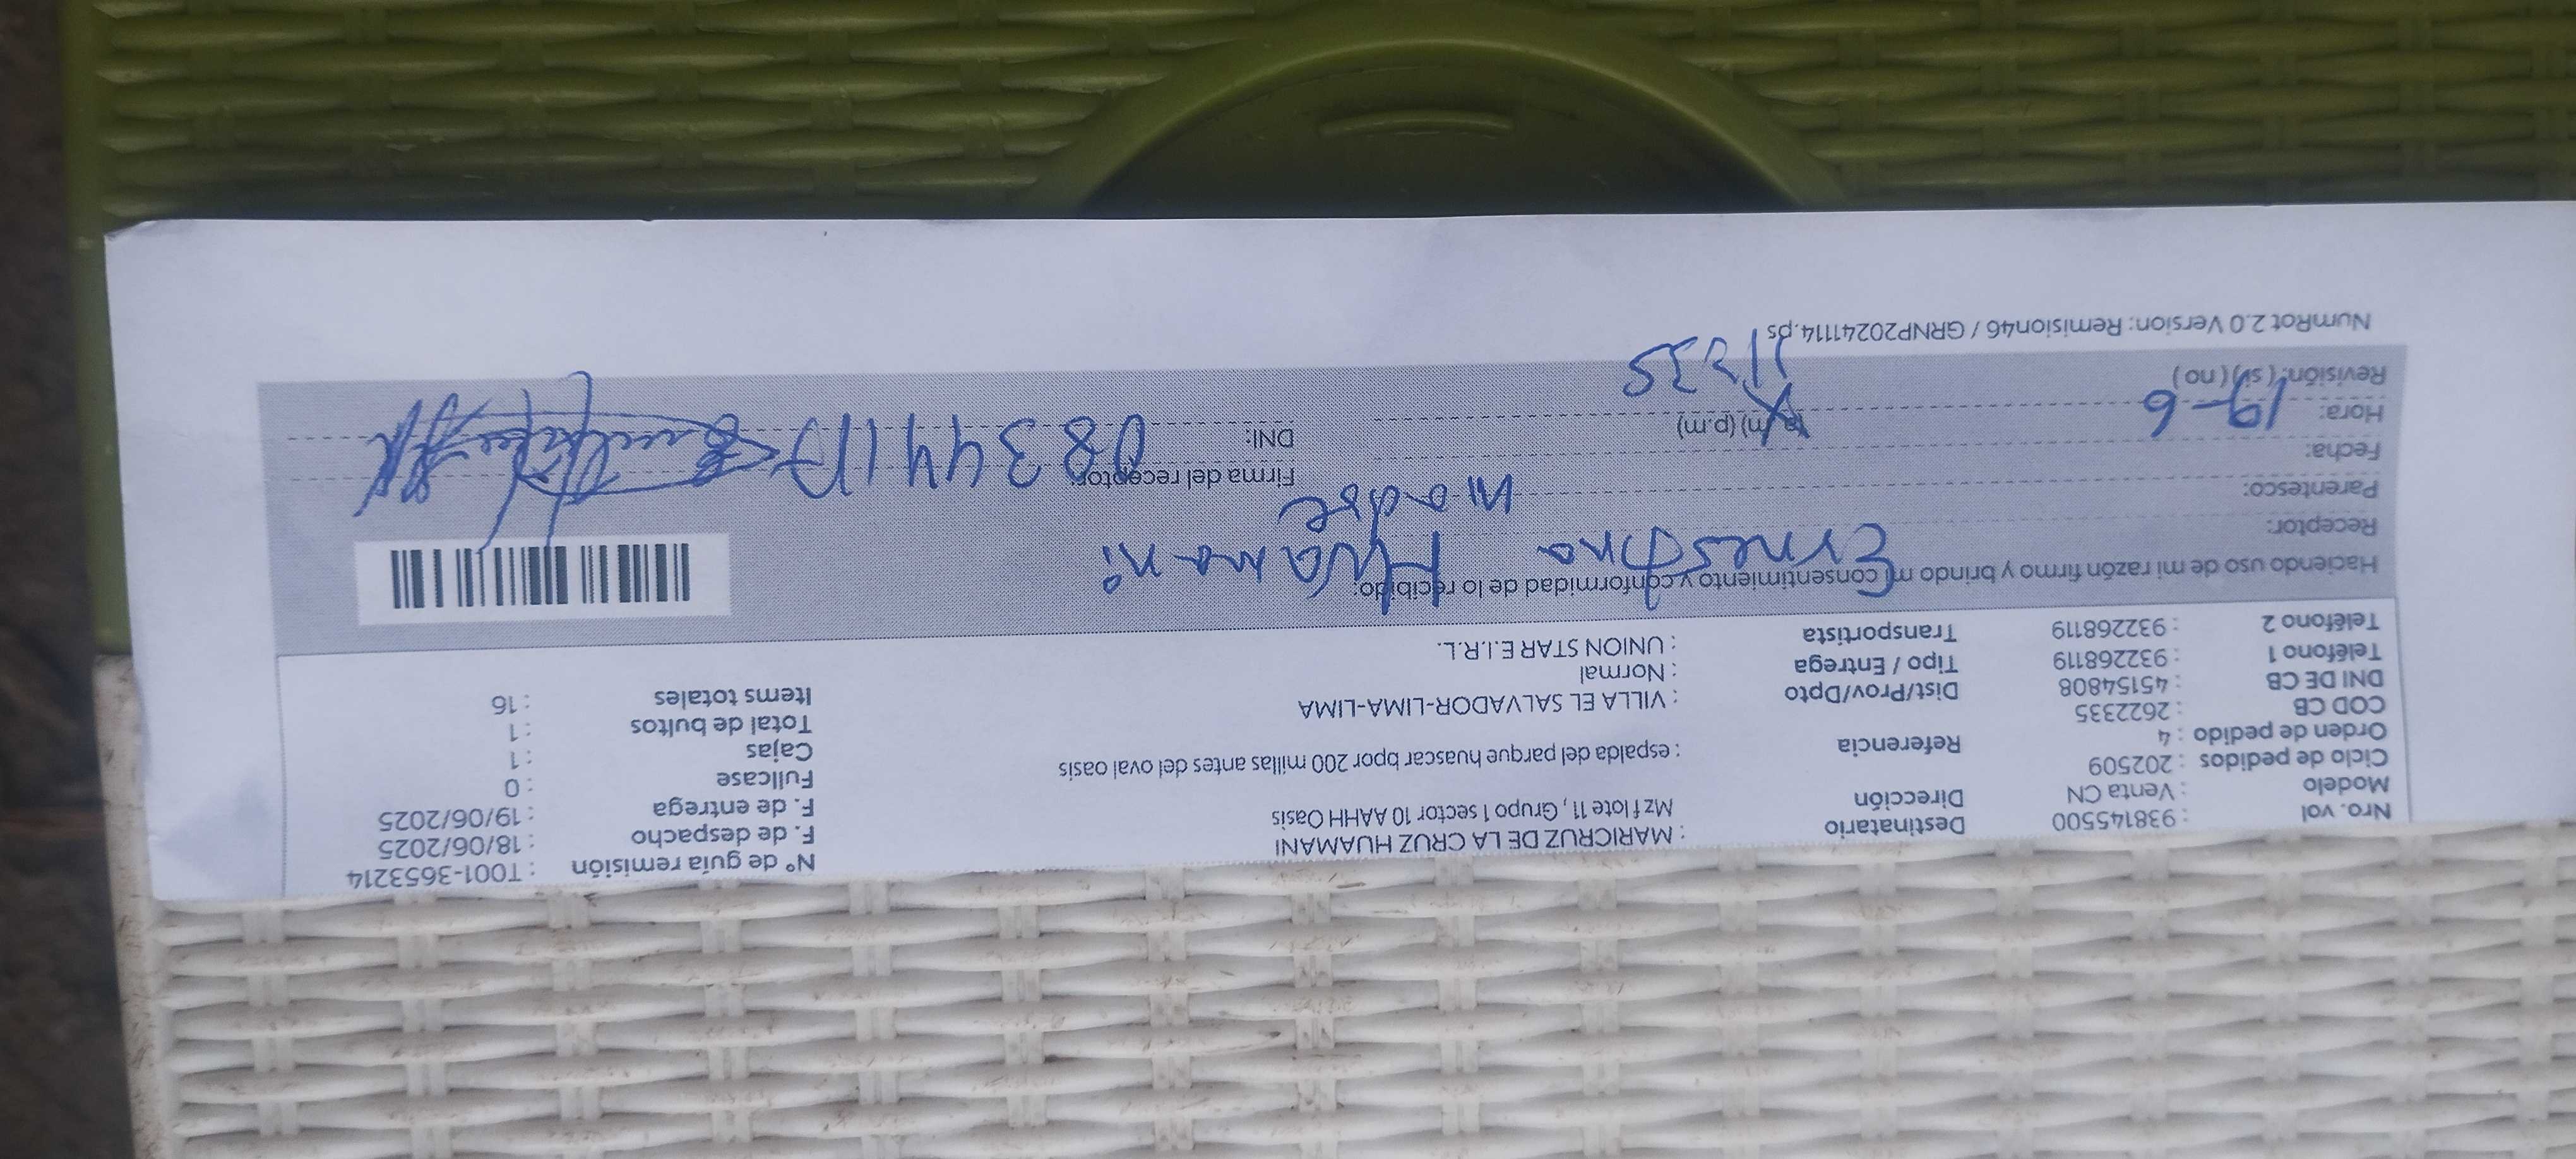 Nro. vol : 938145500 Destinatario : MARICRUZ DE LA CRUZ HUAMANI N° de guía remisión : T001-3653214
Modelo : Venta CN Dirección Mz f lote 11, Grupo 1 sector 10 AAHH Oasis F. de despacho : 18/06/2025
Ciclo de pedidos : 202509 F. de entrega : 19/06/2025
Orden de pedido : 4 Referencia : espalda del parque huascar bpor 200 millas antes del oval oasis Fullcase : 0
COD CB : 2622335 Cajas : 1
DNI DE CB : 45154808 Dist/Prov/Dpto : VILLA EL SALVADOR-LIMA-LIMA Total de bultos : 1
Teléfono 1 : 932268119 Tipo / Entrega : Normal Items totales : 16
Teléfono 2 : 932268119 Transportista : UNION STAR E.I.R.L.
Haciendo uso de mi razón firmo y brindo mi consentimiento y conformidad de lo recibido:
Receptor: Ernestina Huamani
Parentesco: madre
Fecha: Firma del receptor
Hora: 19-6 (a.m) (p.m) DNI: 08344117
Revisión: ( si) ( no )
NumRot 2.0 Version: Remision46 / GRNP20241114.ps